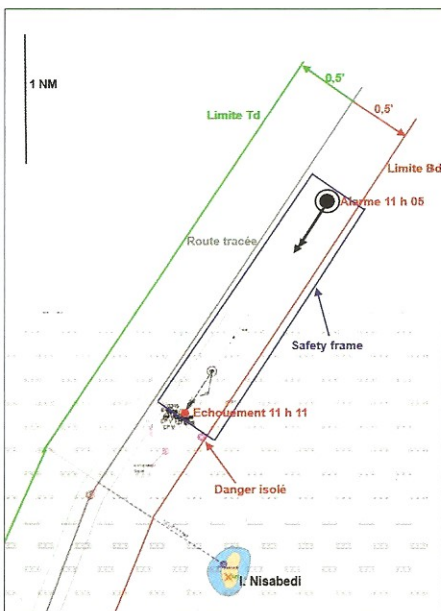 1 NM
0,5'
0,5'
Limite Td
Limite Bd
Alarme 11 h 05
Route tracée
Safety frame
Echouement 11 h 11
Danger isolé
I. Nisabedi